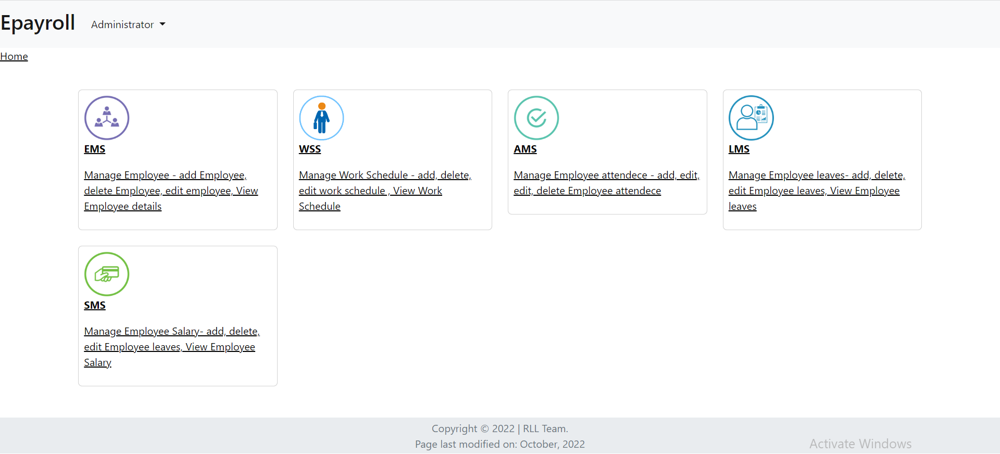 Epayroll
Administrator
Home
EMS
Manage Employee - add Employee,
delete Employee, edit employee, View
Employee details
WSS
Manage Work Schedule - add, delete,
edit work schedule , View Work
Schedule
AMS
Manage Employee attendece - add, edit,
edit, delete Employee attendece
LMS
Manage Employee leaves- add, delete,
edit Employee leaves, View Employee
leaves
SMS
Manage Employee Salary- add, delete,
edit Employee leaves, View Employee
Salary
Copyright © 2022 | RLL Team.
Page last modified on: October, 2022
Activate Windows